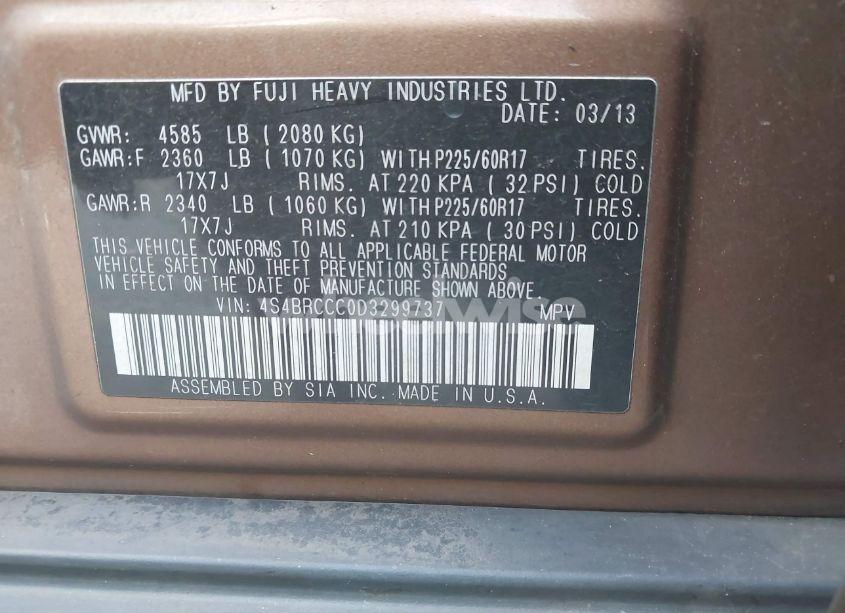 MFD BY FUJI HEAVY INDUSTRIES LTD.
DATE: 03/13
GVWR: 4585 LB ( 2080 KG)
GAWR:F 2360 LB ( 1070 KG) WITH P225/60R17 TIRES.
17X7J RIMS. AT 220 KPA ( 32 PSI) COLD
GAWR:R 2340 LB ( 1060 KG) WITH P225/60R17 TIRES.
17X7J RIMS. AT 210 KPA ( 30 PSI) COLD
THIS VEHICLE CONFORMS TO ALL APPLICABLE FEDERAL MOTOR
VEHICLE SAFETY AND THEFT PREVENTION STANDARDS
IN EFFECT ON THE DATE OF MANUFACTURE SHOWN ABOVE.
VIN: 4S4BRCCC0D3299737 MPV
ASSEMBLED BY SIA INC. MADE IN U.S.A.